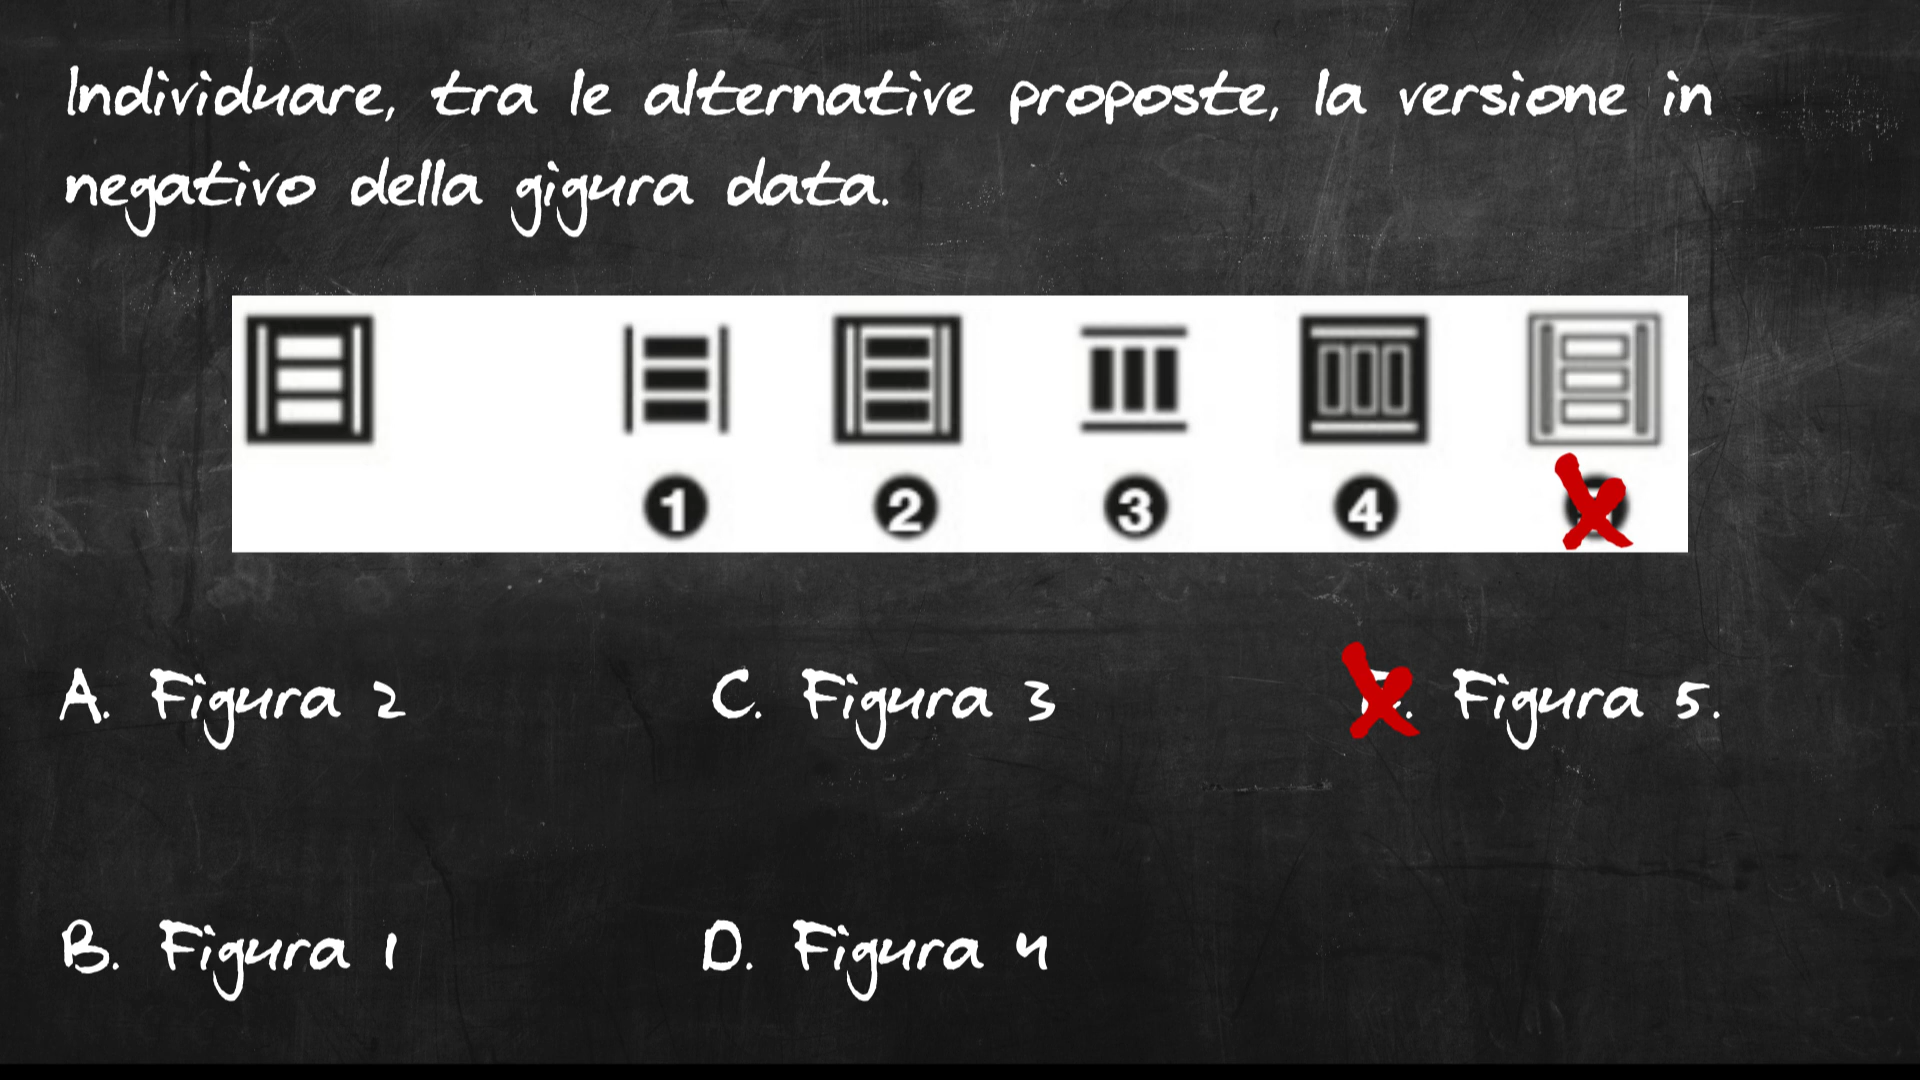 Individuare, tra le alternative proposte, la versione in
negativo della gigura data.
1 2 3 4
A. Figura 2
C. Figura 3
Figura 5.
B. Figura 1
D. Figura 4